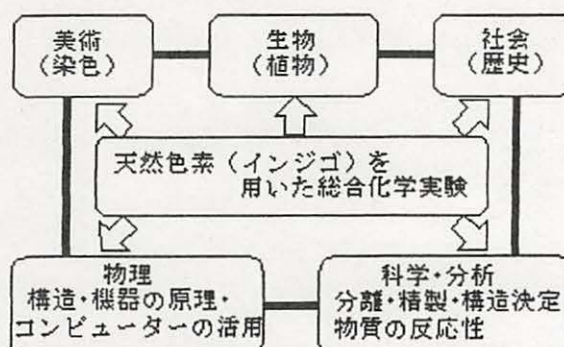 美術
(染色)
生物
(植物)
社会
(歴史)
天然色素(インジゴ)を
用いた総合化学実験
物理
構造・機器の原理・
コンピューターの活用
科学・分析
分離・精製・構造決定
物質の反応性